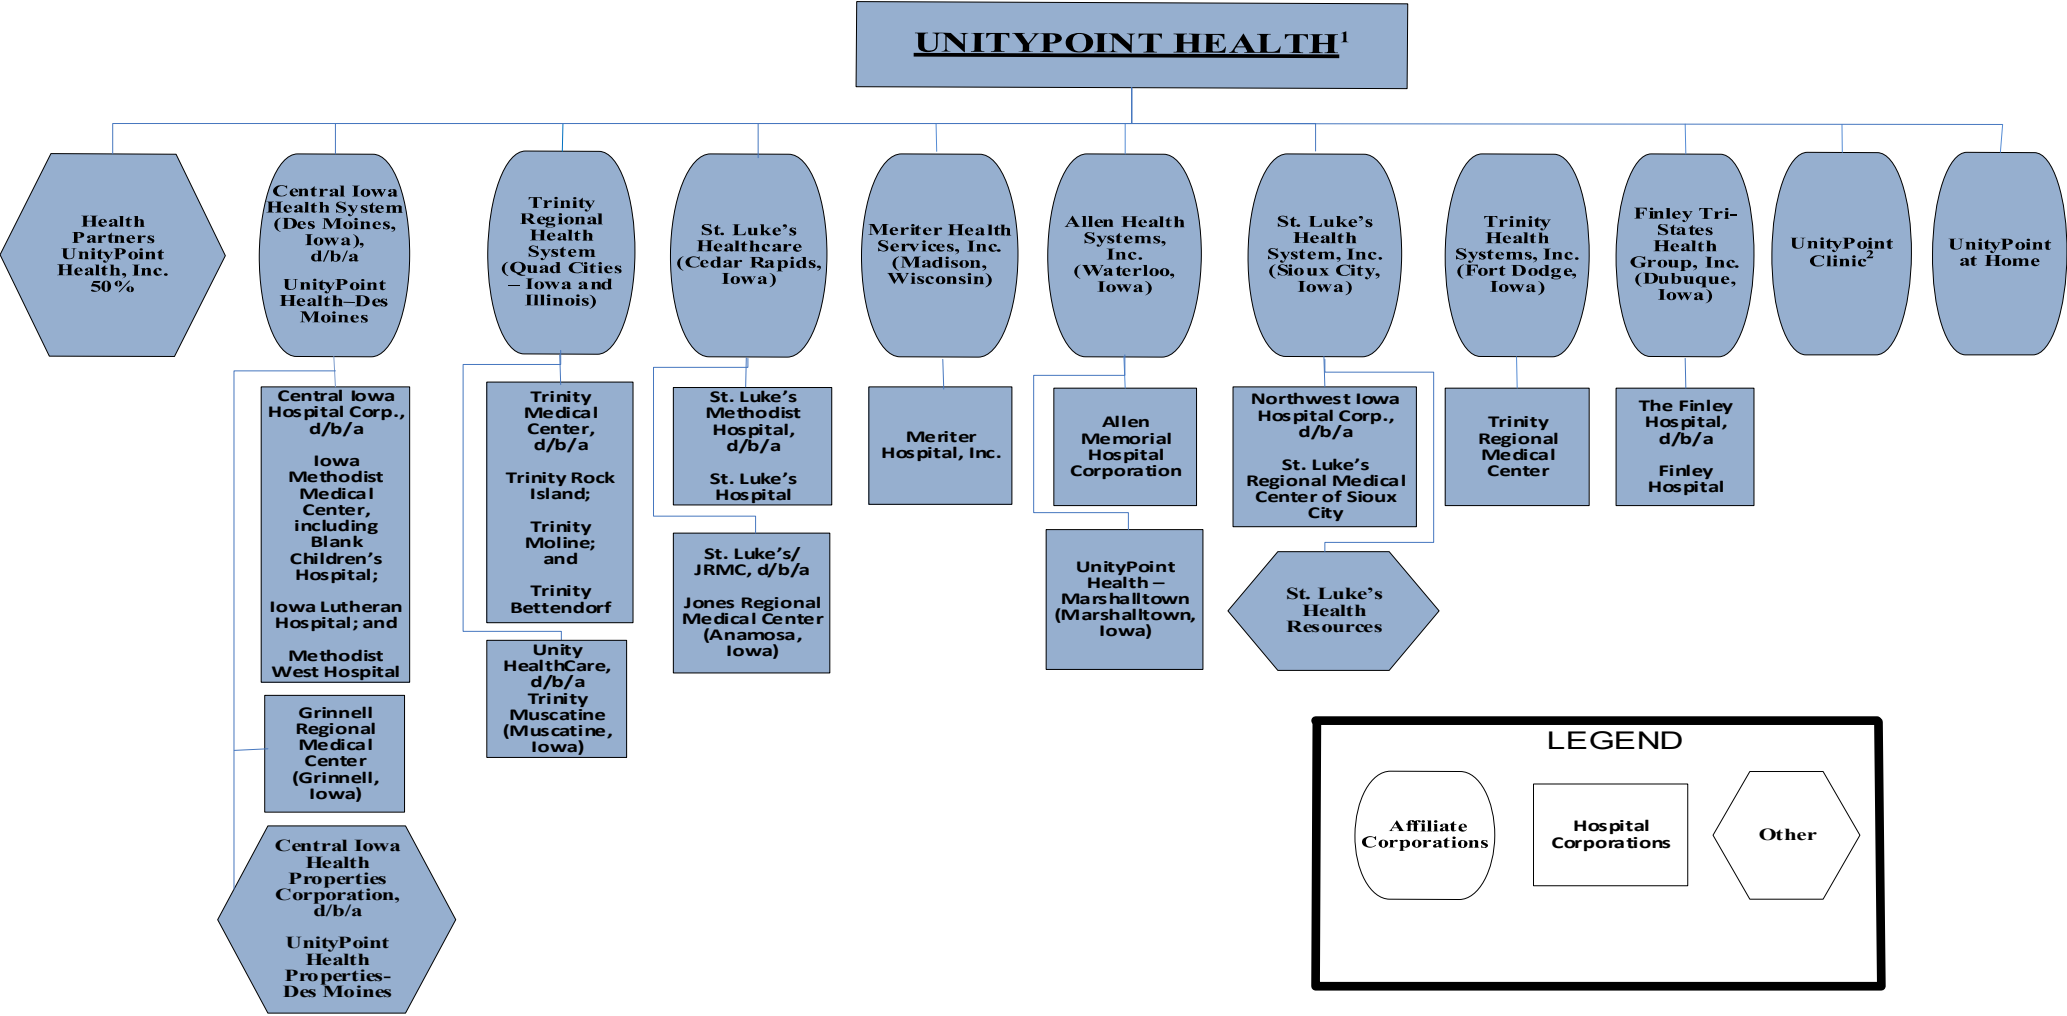 UNITYPOINT HEALTH1
Health
Partners
UnityPoint
Health, Inc.
50%
Central Iowa
Health System
(Des Moines,
Iowa),
d/b/a
UnityPoint
Health–Des
Moines
Trinity
Regional
Health
System
(Quad Cities
– Iowa and
Illinois)
St. Luke’s
Healthcare
(Cedar Rapids,
Iowa)
Meriter Health
Services, Inc.
(Madison,
Wisconsin)
Allen Health
Systems,
Inc.
(Waterloo,
Iowa)
St. Luke’s
Health
System, Inc.
(Sioux City,
Iowa)
Trinity
Health
Systems, Inc.
(Fort Dodge,
Iowa)
Finley Tri-
States
Health
Group, Inc.
(Dubuque,
Iowa)
UnityPoint
Clinic2
UnityPoint
at Home
Central Iowa
Hospital Corp.,
d/b/a
Iowa
Methodist
Medical
Center,
including
Blank
Children’s
Hospital;
Iowa Lutheran
Hospital; and
Methodist
West Hospital
Trinity
Medical
Center,
d/b/a
Trinity Rock
Island;
Trinity
Moline;
and
Trinity
Bettendorf
St. Luke’s
Methodist
Hospital,
d/b/a
St. Luke’s
Hospital
Meriter
Hospital, Inc.
Allen
Memorial
Hospital
Corporation
Northwest Iowa
Hospital Corp.,
d/b/a
St. Luke’s
Regional Medical
Center of Sioux
City
Trinity
Regional
Medical
Center
The Finley
Hospital,
d/b/a
Finley
Hospital
Grinnell
Regional
Medical
Center
(Grinnell,
Iowa)
Unity
HealthCare,
d/b/a
Trinity
Muscatine
(Muscatine,
Iowa)
St. Luke’s/
JRMC, d/b/a
Jones Regional
Medical Center
(Anamosa,
Iowa)
UnityPoint
Health –
Marshalltown
(Marshalltown,
Iowa)
St. Luke’s
Health
Resources
Central Iowa
Health
Properties
Corporation,
d/b/a
UnityPoint
Health
Properties-
Des Moines
LEGEND
Affiliate
Corporations
Hospital
Corporations
Other